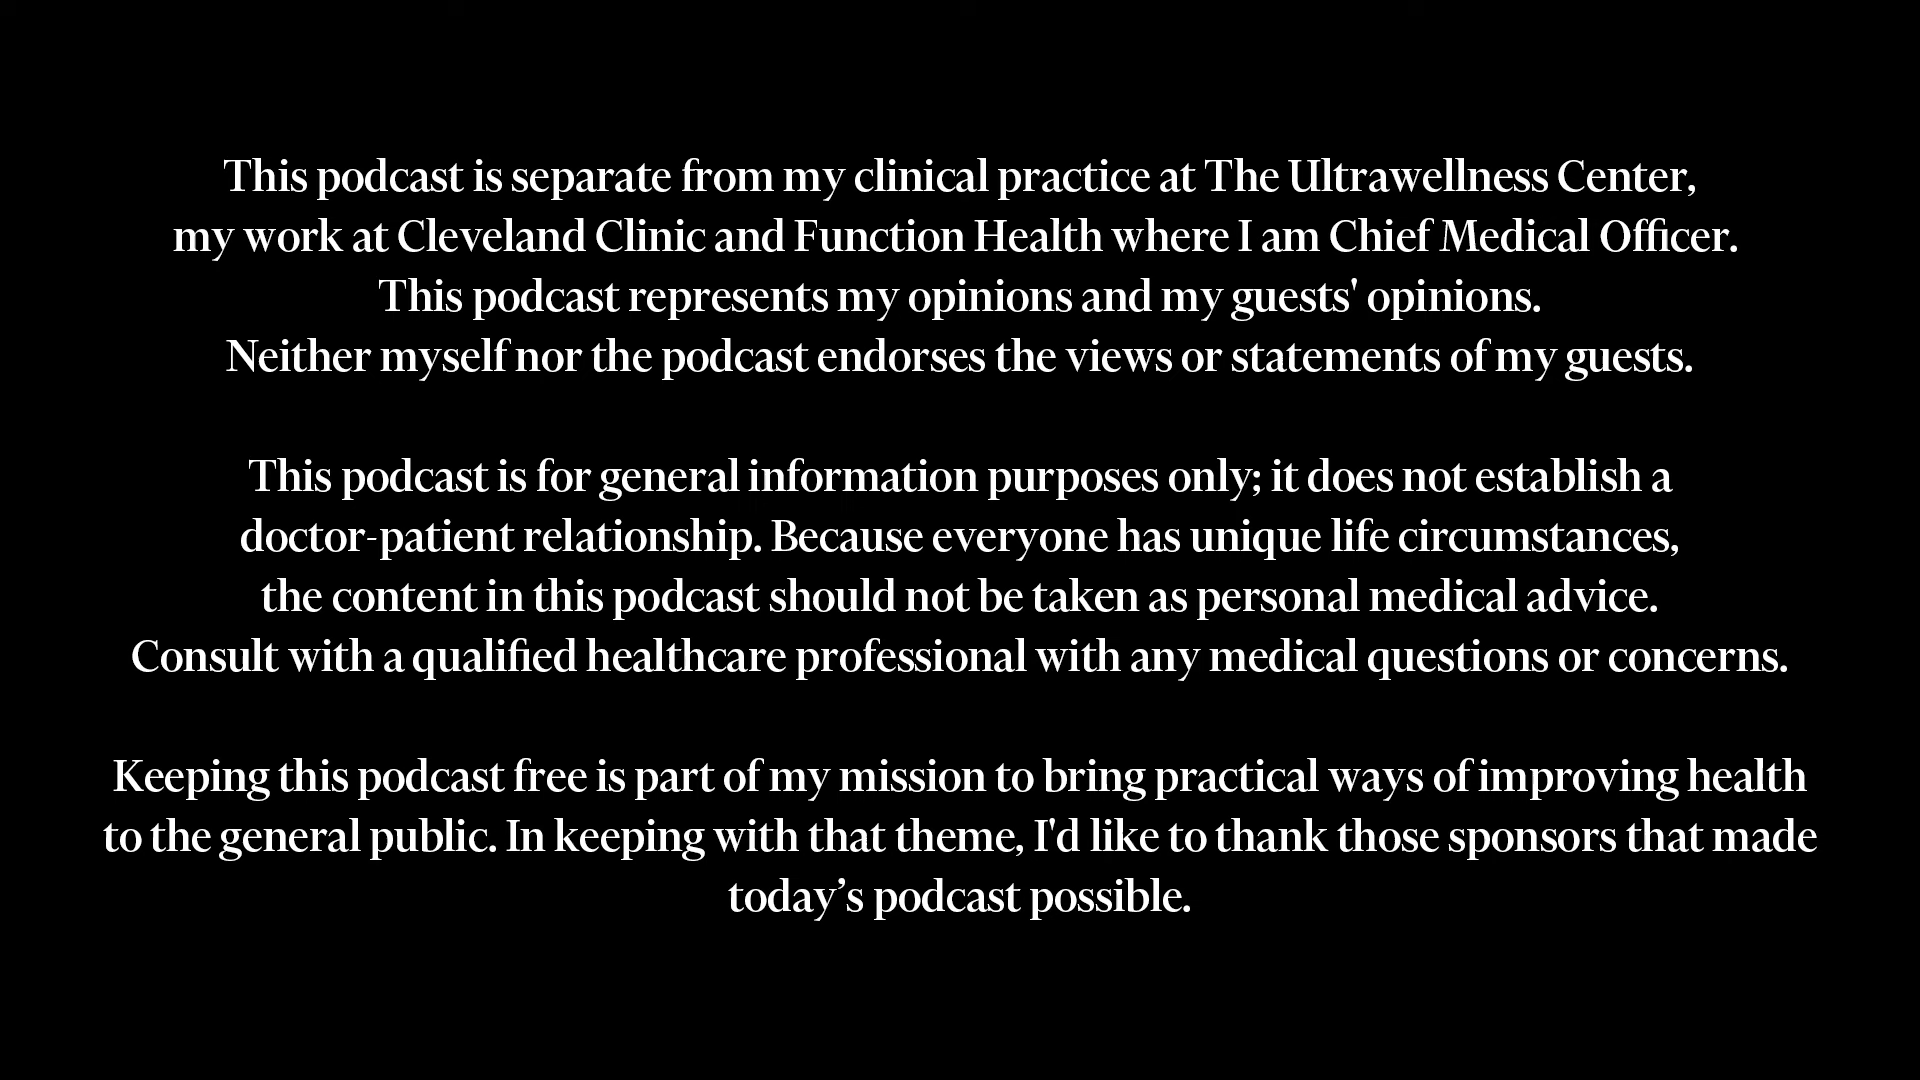 This podcast is separate from my clinical practice at The Ultrawellness Center,
my work at Cleveland Clinic and Function Health where I am Chief Medical Officer.
This podcast represents my opinions and my guests' opinions.
Neither myself nor the podcast endorses the views or statements of my guests.
This podcast is for general information purposes only; it does not establish a
doctor-patient relationship. Because everyone has unique life circumstances,
the content in this podcast should not be taken as personal medical advice.
Consult with a qualified healthcare professional with any medical questions or concerns.
Keeping this podcast free is part of my mission to bring practical ways of improving health
to the general public. In keeping with that theme, I'd like to thank those sponsors that made
today’s podcast possible.